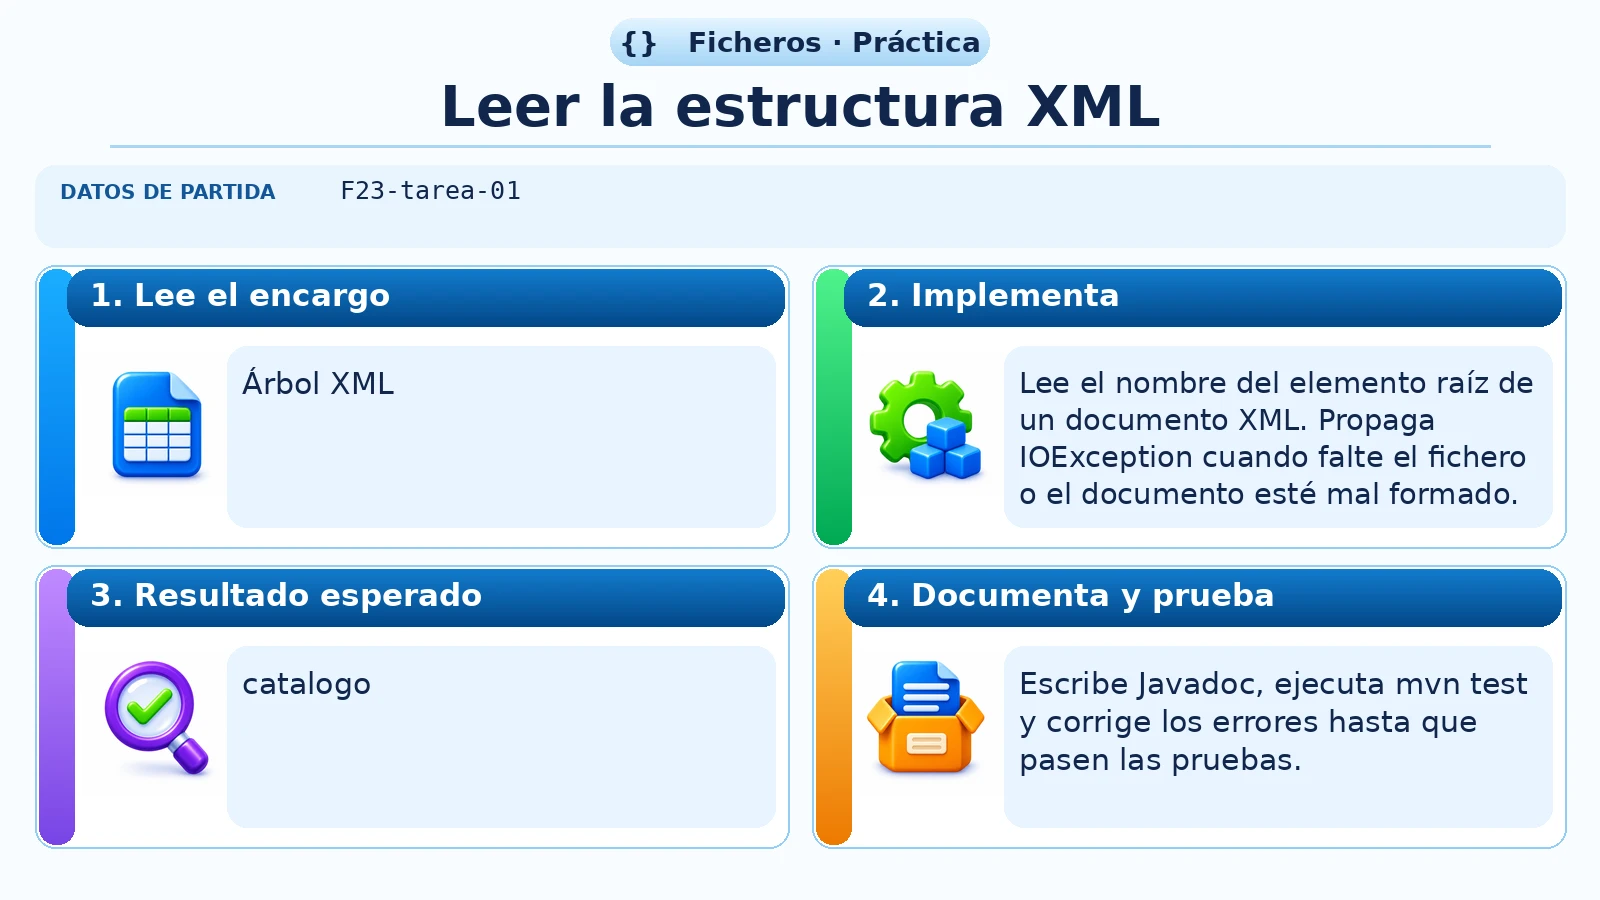 {} Ficheros · Práctica
Leer la estructura XML
DATOS DE PARTIDA F23-tarea-01
1. Lee el encargo
Árbol XML
2. Implementa
Lee el nombre del elemento raíz de
un documento XML. Propaga
IOException cuando falte el fichero
o el documento esté mal formado.
3. Resultado esperado
catalogo
4. Documenta y prueba
Escribe Javadoc, ejecuta mvn test
y corrige los errores hasta que
pasen las pruebas.